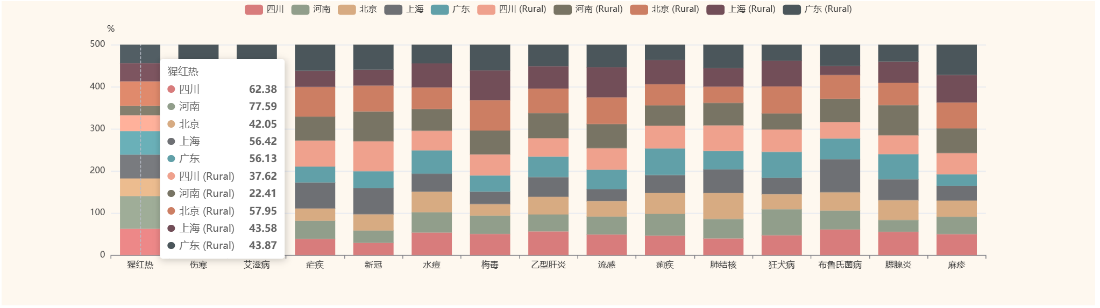 四川 河南 北京 上海 广东 四川 (Rural) 河南 (Rural) 北京 (Rural) 上海 (Rural) 广东 (Rural)
%
500
400
300
200
100
0
猩红热
四川 62.38
河南 77.59
北京 42.05
上海 56.42
广东 56.13
四川 (Rural) 37.62
河南 (Rural) 22.41
北京 (Rural) 57.95
上海 (Rural) 43.58
广东 (Rural) 43.87
猩红热 伤寒 艾滋病 疟疾 新冠 水痘 梅毒 乙型肝炎 流感 痢疾 肺结核 狂犬病 布鲁氏菌病 腮腺炎 麻疹